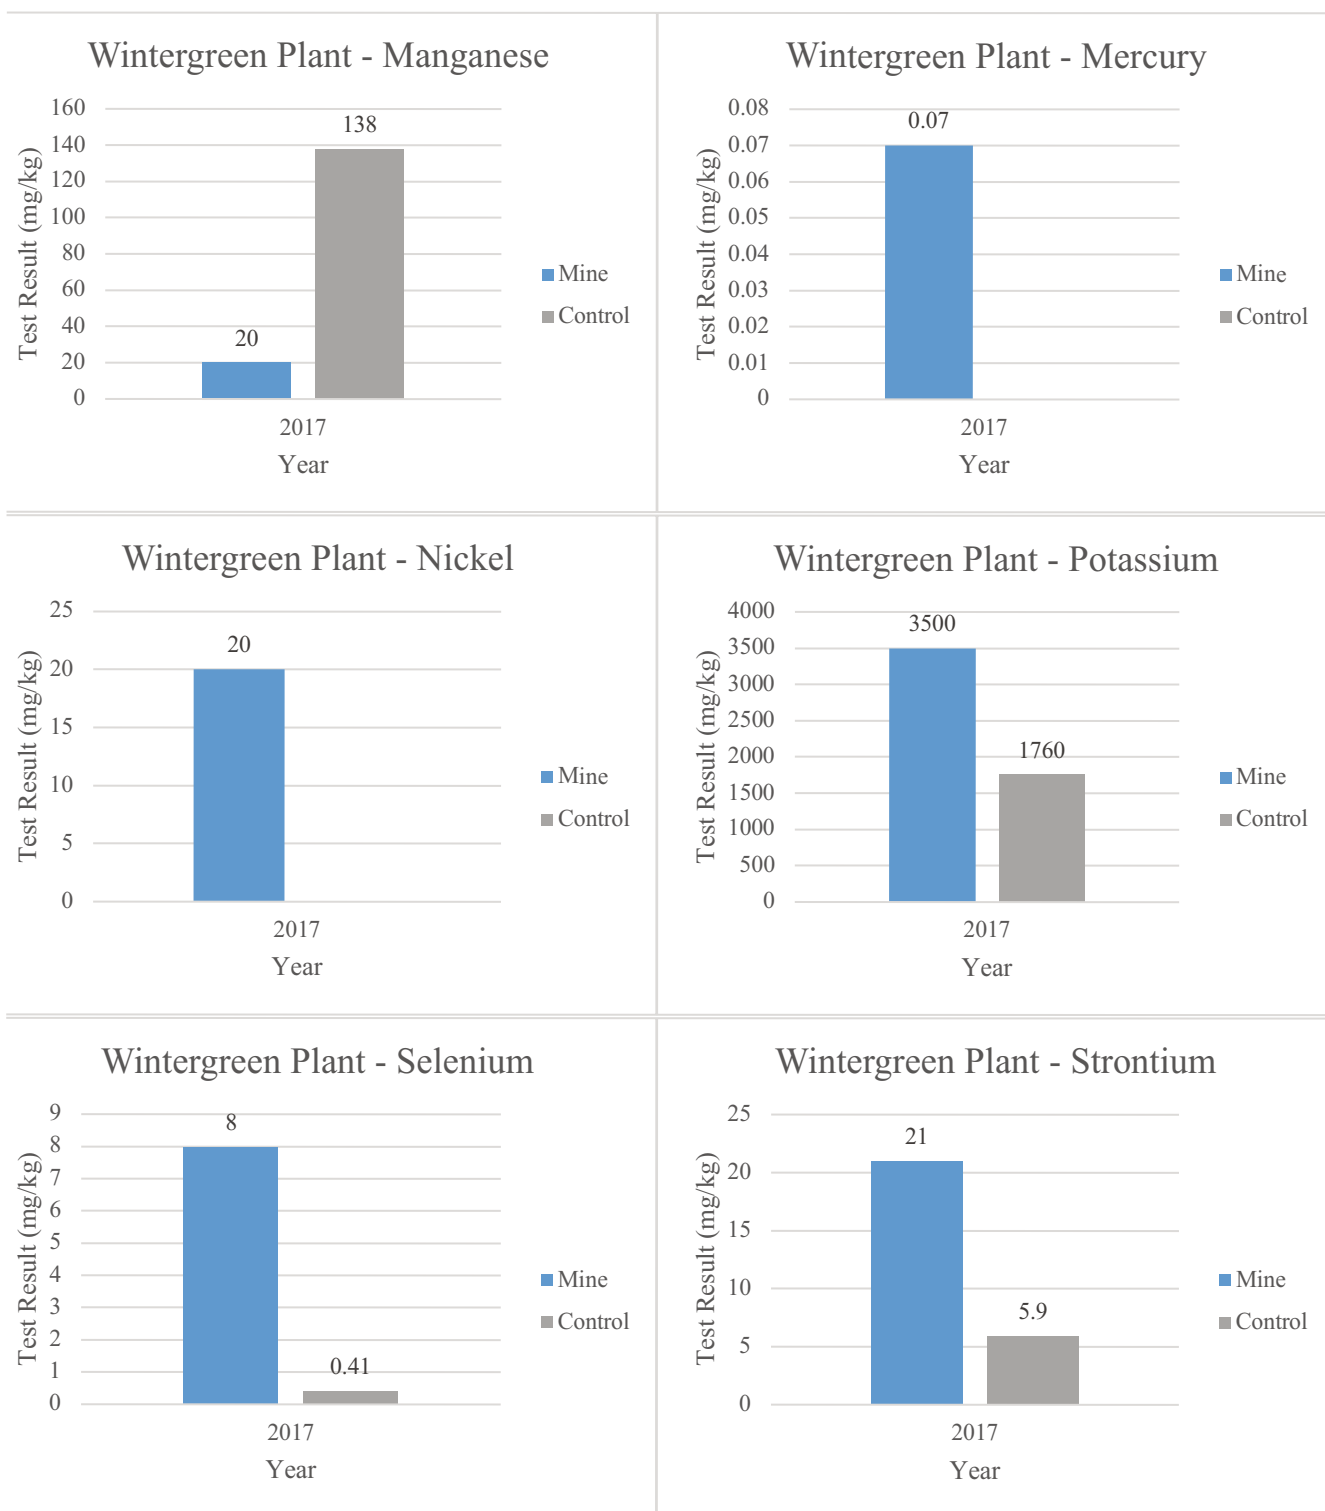 Wintergreen Plant - Manganese
160
140
120
100
80
60
40
20
0
Test Result (mg/kg)
20
138
2017
Year
Mine
Control
Wintergreen Plant - Mercury
0.08
0.07
0.06
0.05
0.04
0.03
0.02
0.01
0
Test Result (mg/kg)
0.07
2017
Year
Mine
Control
Wintergreen Plant - Nickel
25
20
15
10
5
0
Test Result (mg/kg)
20
2017
Year
Mine
Control
Wintergreen Plant - Potassium
4000
3500
3000
2500
2000
1500
1000
500
0
Test Result (mg/kg)
3500
1760
2017
Year
Mine
Control
Wintergreen Plant - Selenium
9
8
7
6
5
4
3
2
1
0
Test Result (mg/kg)
8
0.41
2017
Year
Mine
Control
Wintergreen Plant - Strontium
25
20
15
10
5
0
Test Result (mg/kg)
21
5.9
2017
Year
Mine
Control